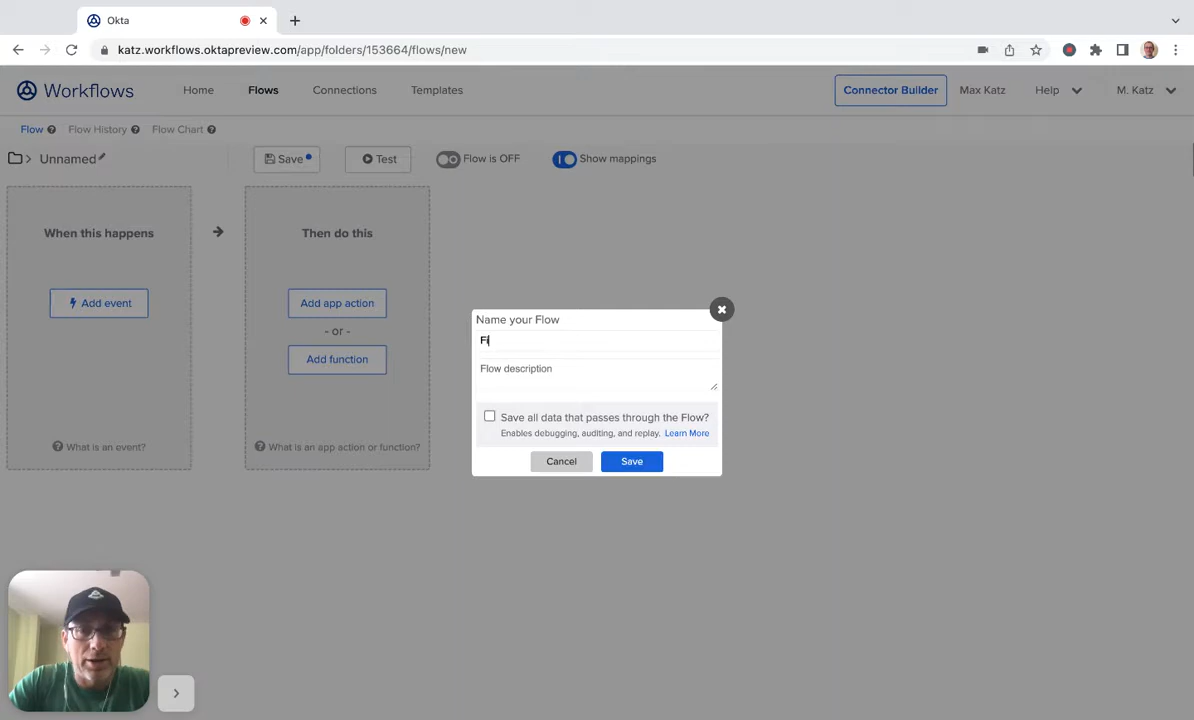 Okta
katz.workflows.oktapreview.com/app/folders/153664/flows/new
Workflows
Home
Flows
Connections
Templates
Connector Builder
Max Katz
Help
M. Katz
Flow
Flow History
Flow Chart
Unnamed
Save
Test
Flow is OFF
Show mappings
When this happens
Then do this
Add event
Add app action
- or -
Add function
What is an event?
What is an app action or function?
Name your Flow
Fi
Flow description
Save all data that passes through the Flow?
Enables debugging, auditing, and replay. Learn More
Cancel
Save